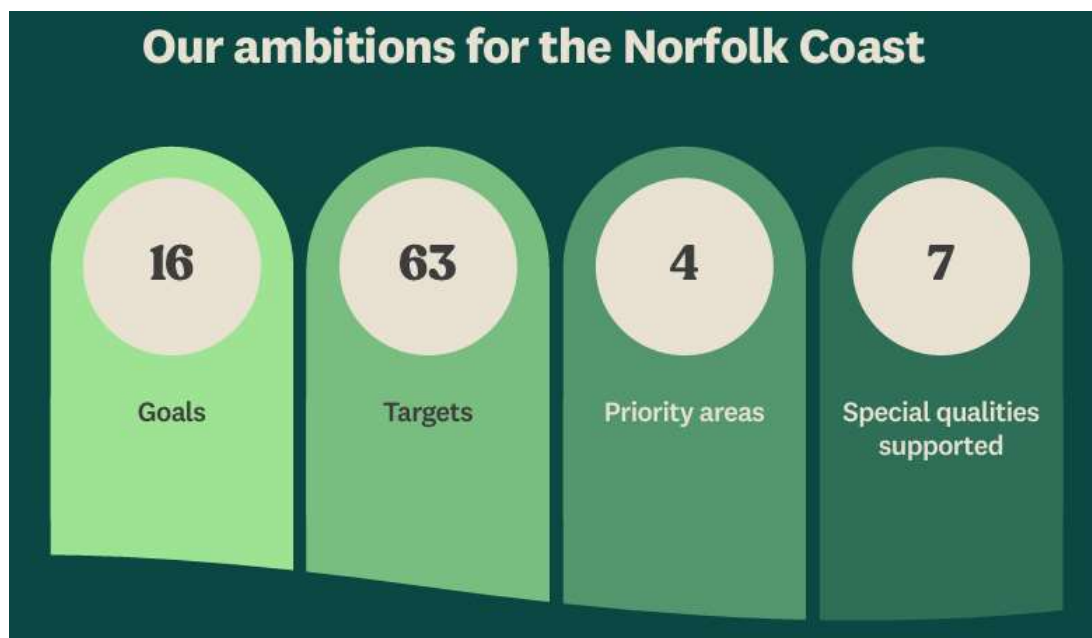 Our ambitions for the Norfolk Coast
16
Goals
63
Targets
4
Priority areas
7
Special qualities
supported